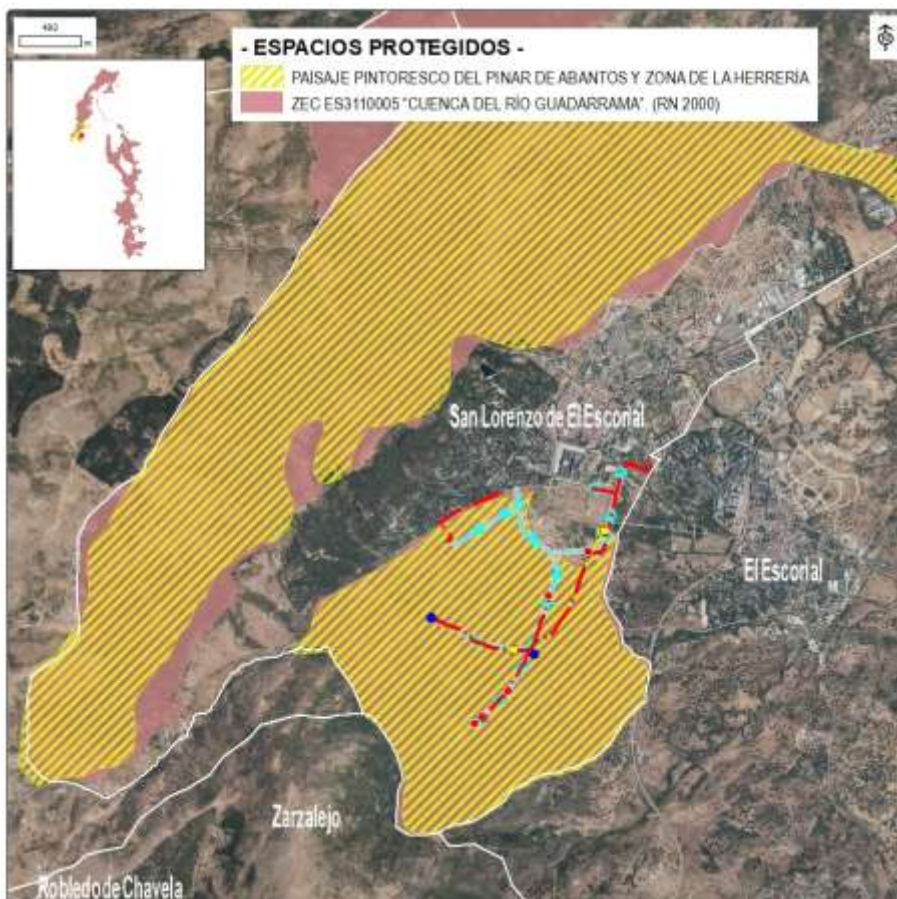 - ESPACIOS PROTEGIDOS -
PAISAJE PINTORESCO DEL PINAR DE ABANTOS Y ZONA DE LA HERRERÍA
ZEC ES3110005 "CUENCA DEL RÍO GUADARRAMA". (RN 2000)
San Lorenzo de El Escorial
El Escorial
Zarzalejo
Robledo de Chavela